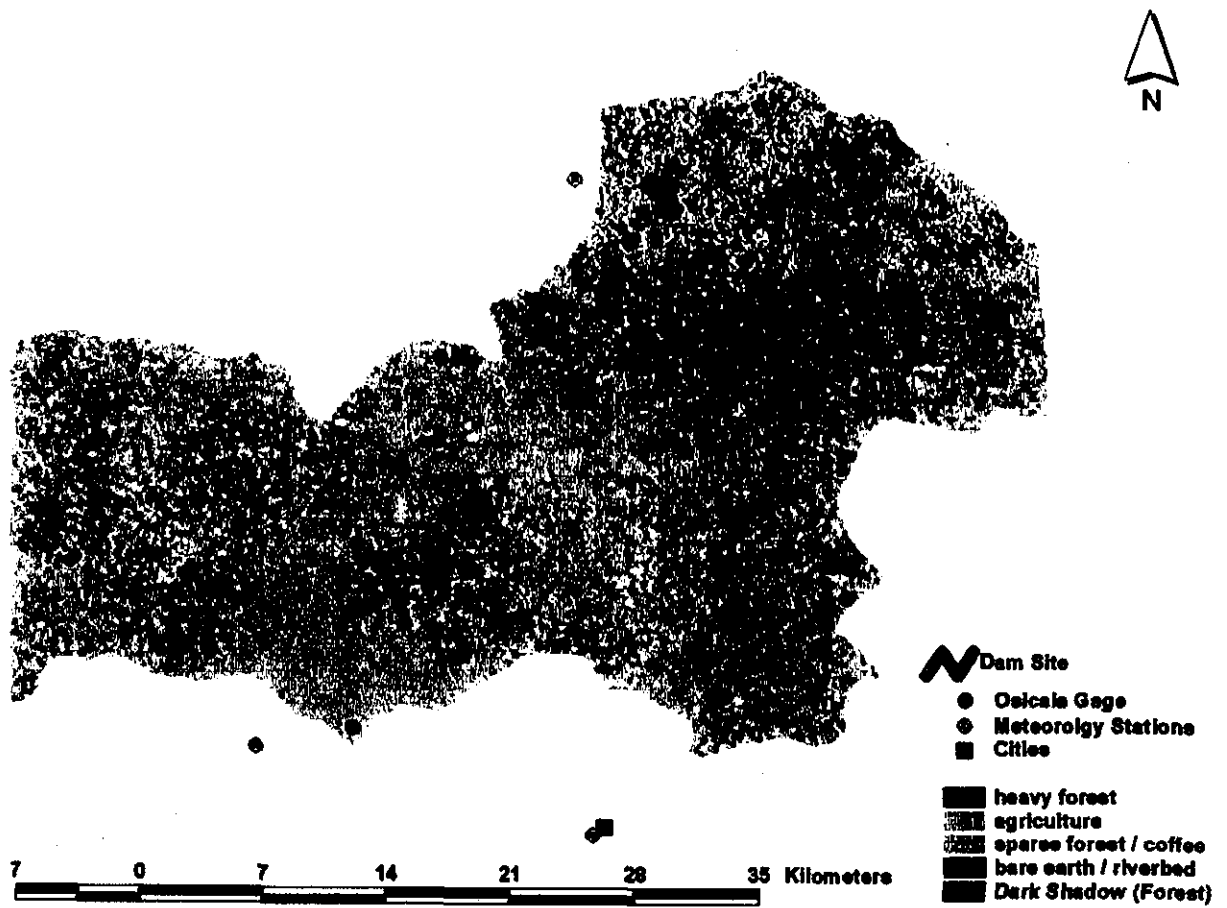 N
Dam Site
Osicala Gage
Meteorolgy Stations
Cities
heavy forest
agriculture
sparse forest / coffee
bare earth / riverbed
Dark Shadow (Forest)
7 0 7 14 21 28 35 Kilometers